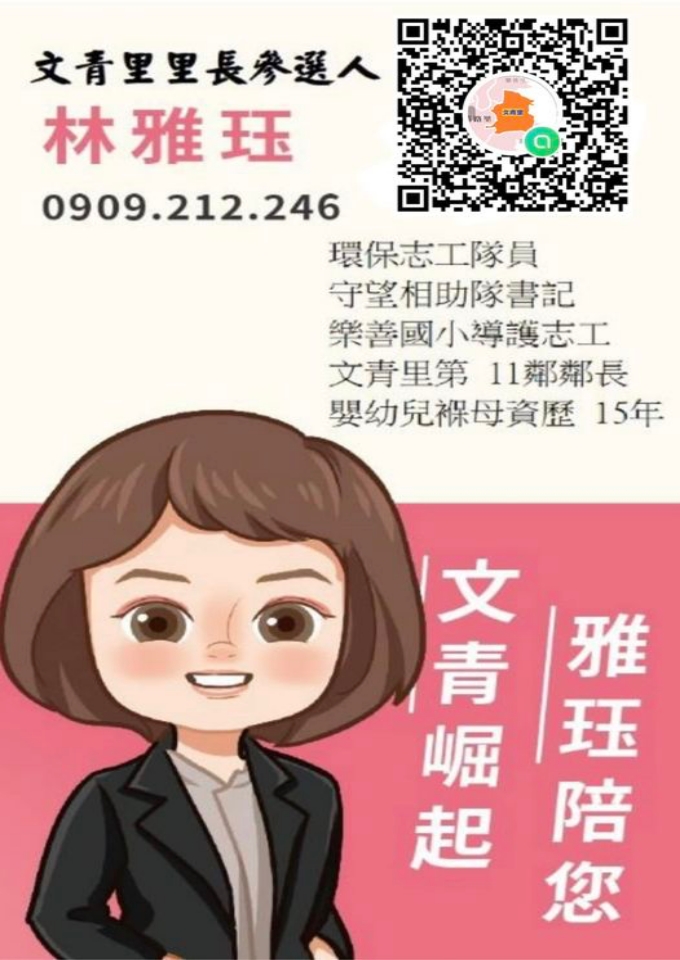 文青里里長參選人
林雅珏
0909.212.246
文青里
環保志工隊員
守望相助隊書記
樂善國小導護志工
文青里第 11鄰鄰長
嬰幼兒褓母資歷 15年
雅珏陪您
文青崛起